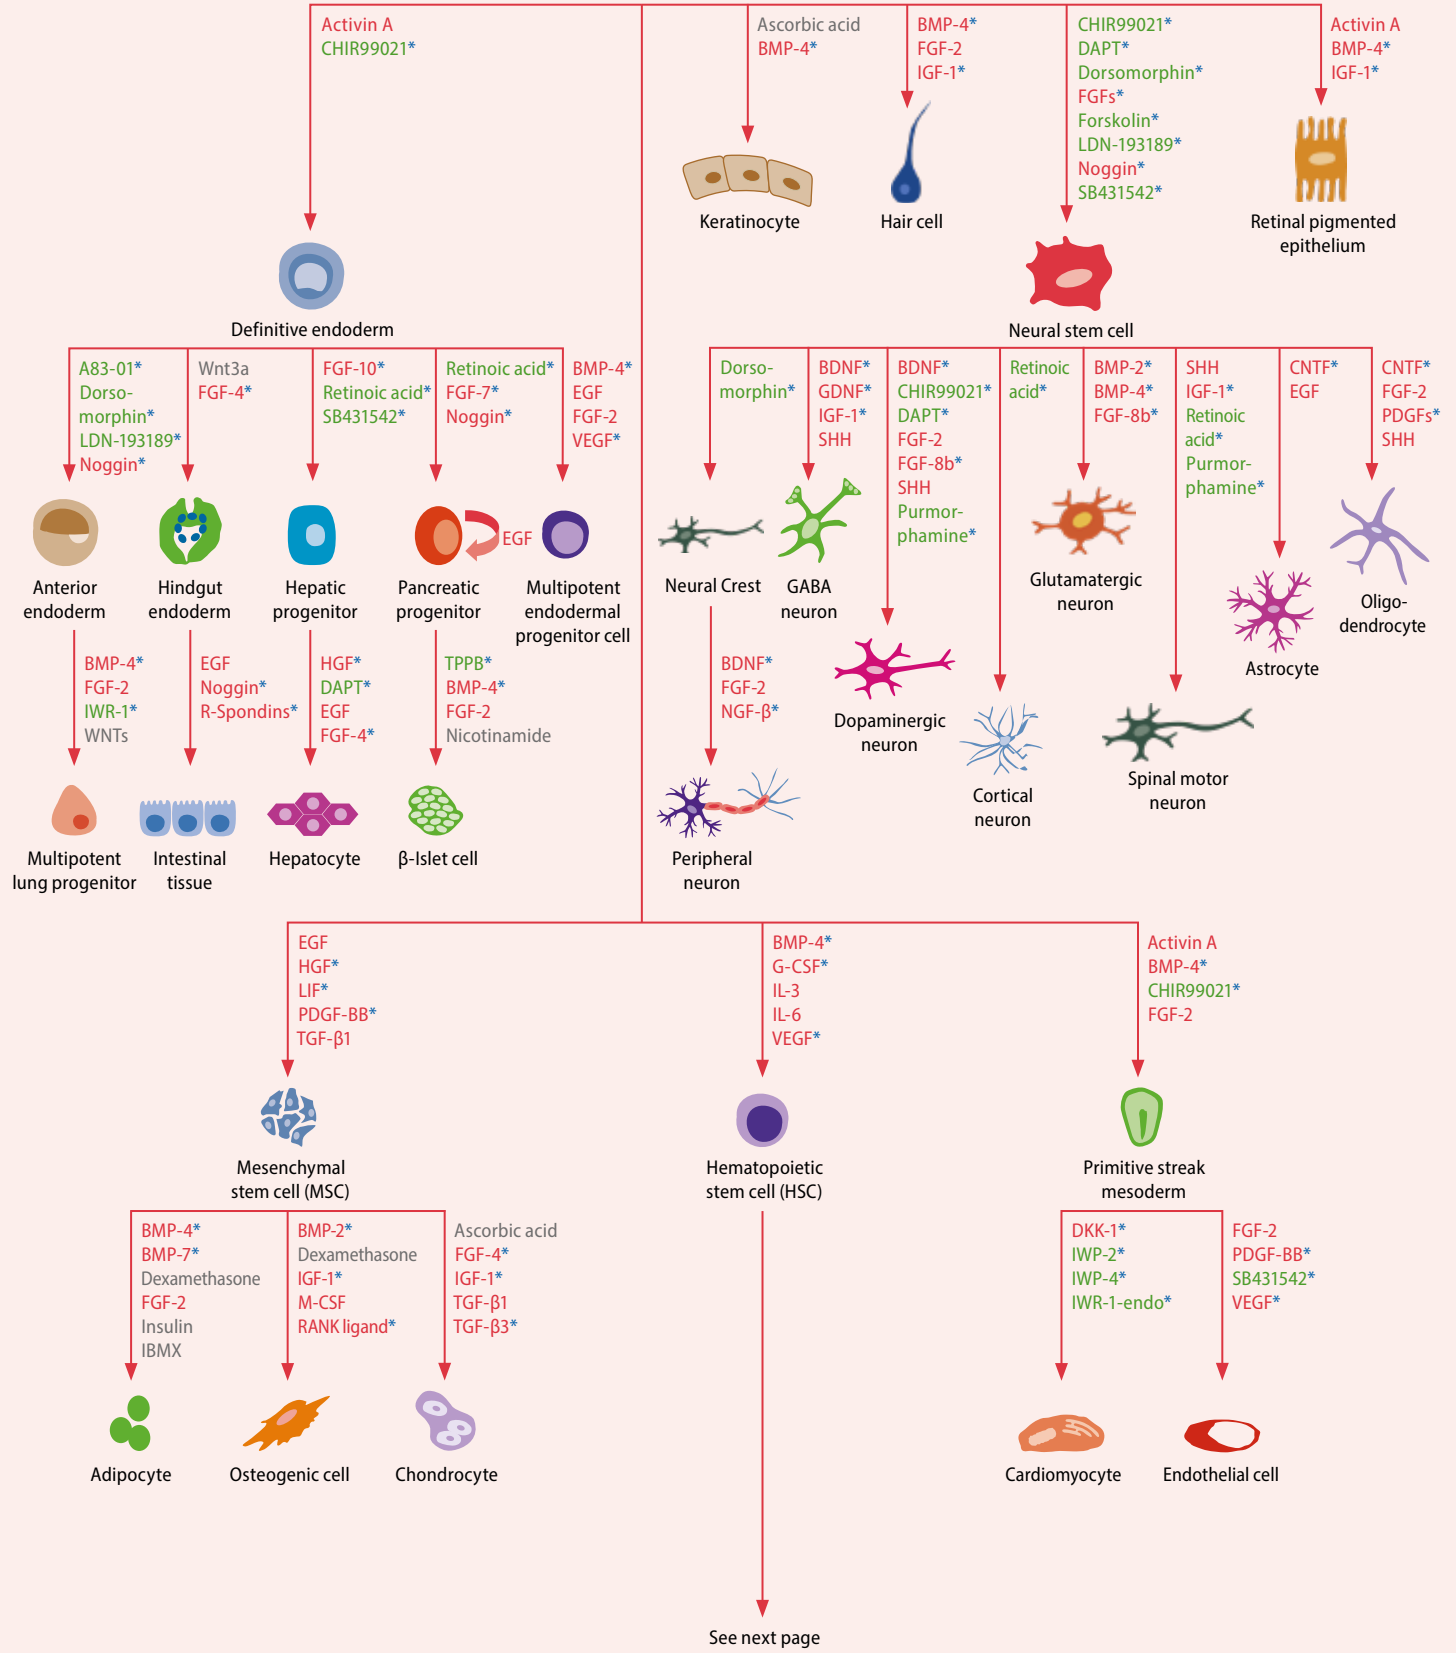 Activin A
CHIR99021*
Ascorbic acid
BMP-4*
BMP-4*
FGF-2
IGF-1*
CHIR99021*
DAPT*
Dorsomorphin*
FGFs*
Forskolin*
LDN-193189*
Noggin*
SB431542*
Activin A
BMP-4*
IGF-1*
Keratinocyte
Hair cell
Retinal pigmented
epithelium
Definitive endoderm
Neural stem cell
A83-01*
Dorso-
morphin*
LDN-193189*
Noggin*
Wnt3a
FGF-4*
FGF-10*
Retinoic acid*
SB431542*
Retinoic acid*
FGF-7*
Noggin*
BMP-4*
EGF
FGF-2
VEGF*
Dorso-
morphin*
BDNF*
GDNF*
IGF-1*
SHH
BDNF*
CHIR99021*
DAPT*
FGF-2
FGF-8b*
SHH
Purmor-
phamine*
Retinoic
acid*
BMP-2*
BMP-4*
FGF-8b*
SHH
IGF-1*
Retinoic
acid*
Purmor-
phamine*
CNTF*
EGF
CNTF*
FGF-2
PDGFs*
SHH
EGF
Anterior
endoderm
Hindgut
endoderm
Hepatic
progenitor
Pancreatic
progenitor
Multipotent
endodermal
progenitor cell
Neural Crest
GABA
neuron
Glutamatergic
neuron
Oligo-
dendrocyte
Astrocyte
BMP-4*
FGF-2
IWR-1*
WNTs
EGF
Noggin*
R-Spondins*
HGF*
DAPT*
EGF
FGF-4*
TPPB*
BMP-4*
FGF-2
Nicotinamide
BDNF*
FGF-2
NGF-β*
Dopaminergic
neuron
Cortical
neuron
Spinal motor
neuron
Multipotent
lung progenitor
Intestinal
tissue
Hepatocyte
β-Islet cell
Peripheral
neuron
EGF
HGF*
LIF*
PDGF-BB*
TGF-β1
BMP-4*
G-CSF*
IL-3
IL-6
VEGF*
Activin A
BMP-4*
CHIR99021*
FGF-2
Mesenchymal
stem cell (MSC)
Hematopoietic
stem cell (HSC)
Primitive streak
mesoderm
BMP-4*
BMP-7*
Dexamethasone
FGF-2
Insulin
IBMX
BMP-2*
Dexamethasone
IGF-1*
M-CSF
RANK ligand*
Ascorbic acid
FGF-4*
IGF-1*
TGF-β1
TGF-β3*
DKK-1*
IWP-2*
IWP-4*
IWR-1-endo*
FGF-2
PDGF-BB*
SB431542*
VEGF*
Adipocyte
Osteogenic cell
Chondrocyte
Cardiomyocyte
Endothelial cell
See next page